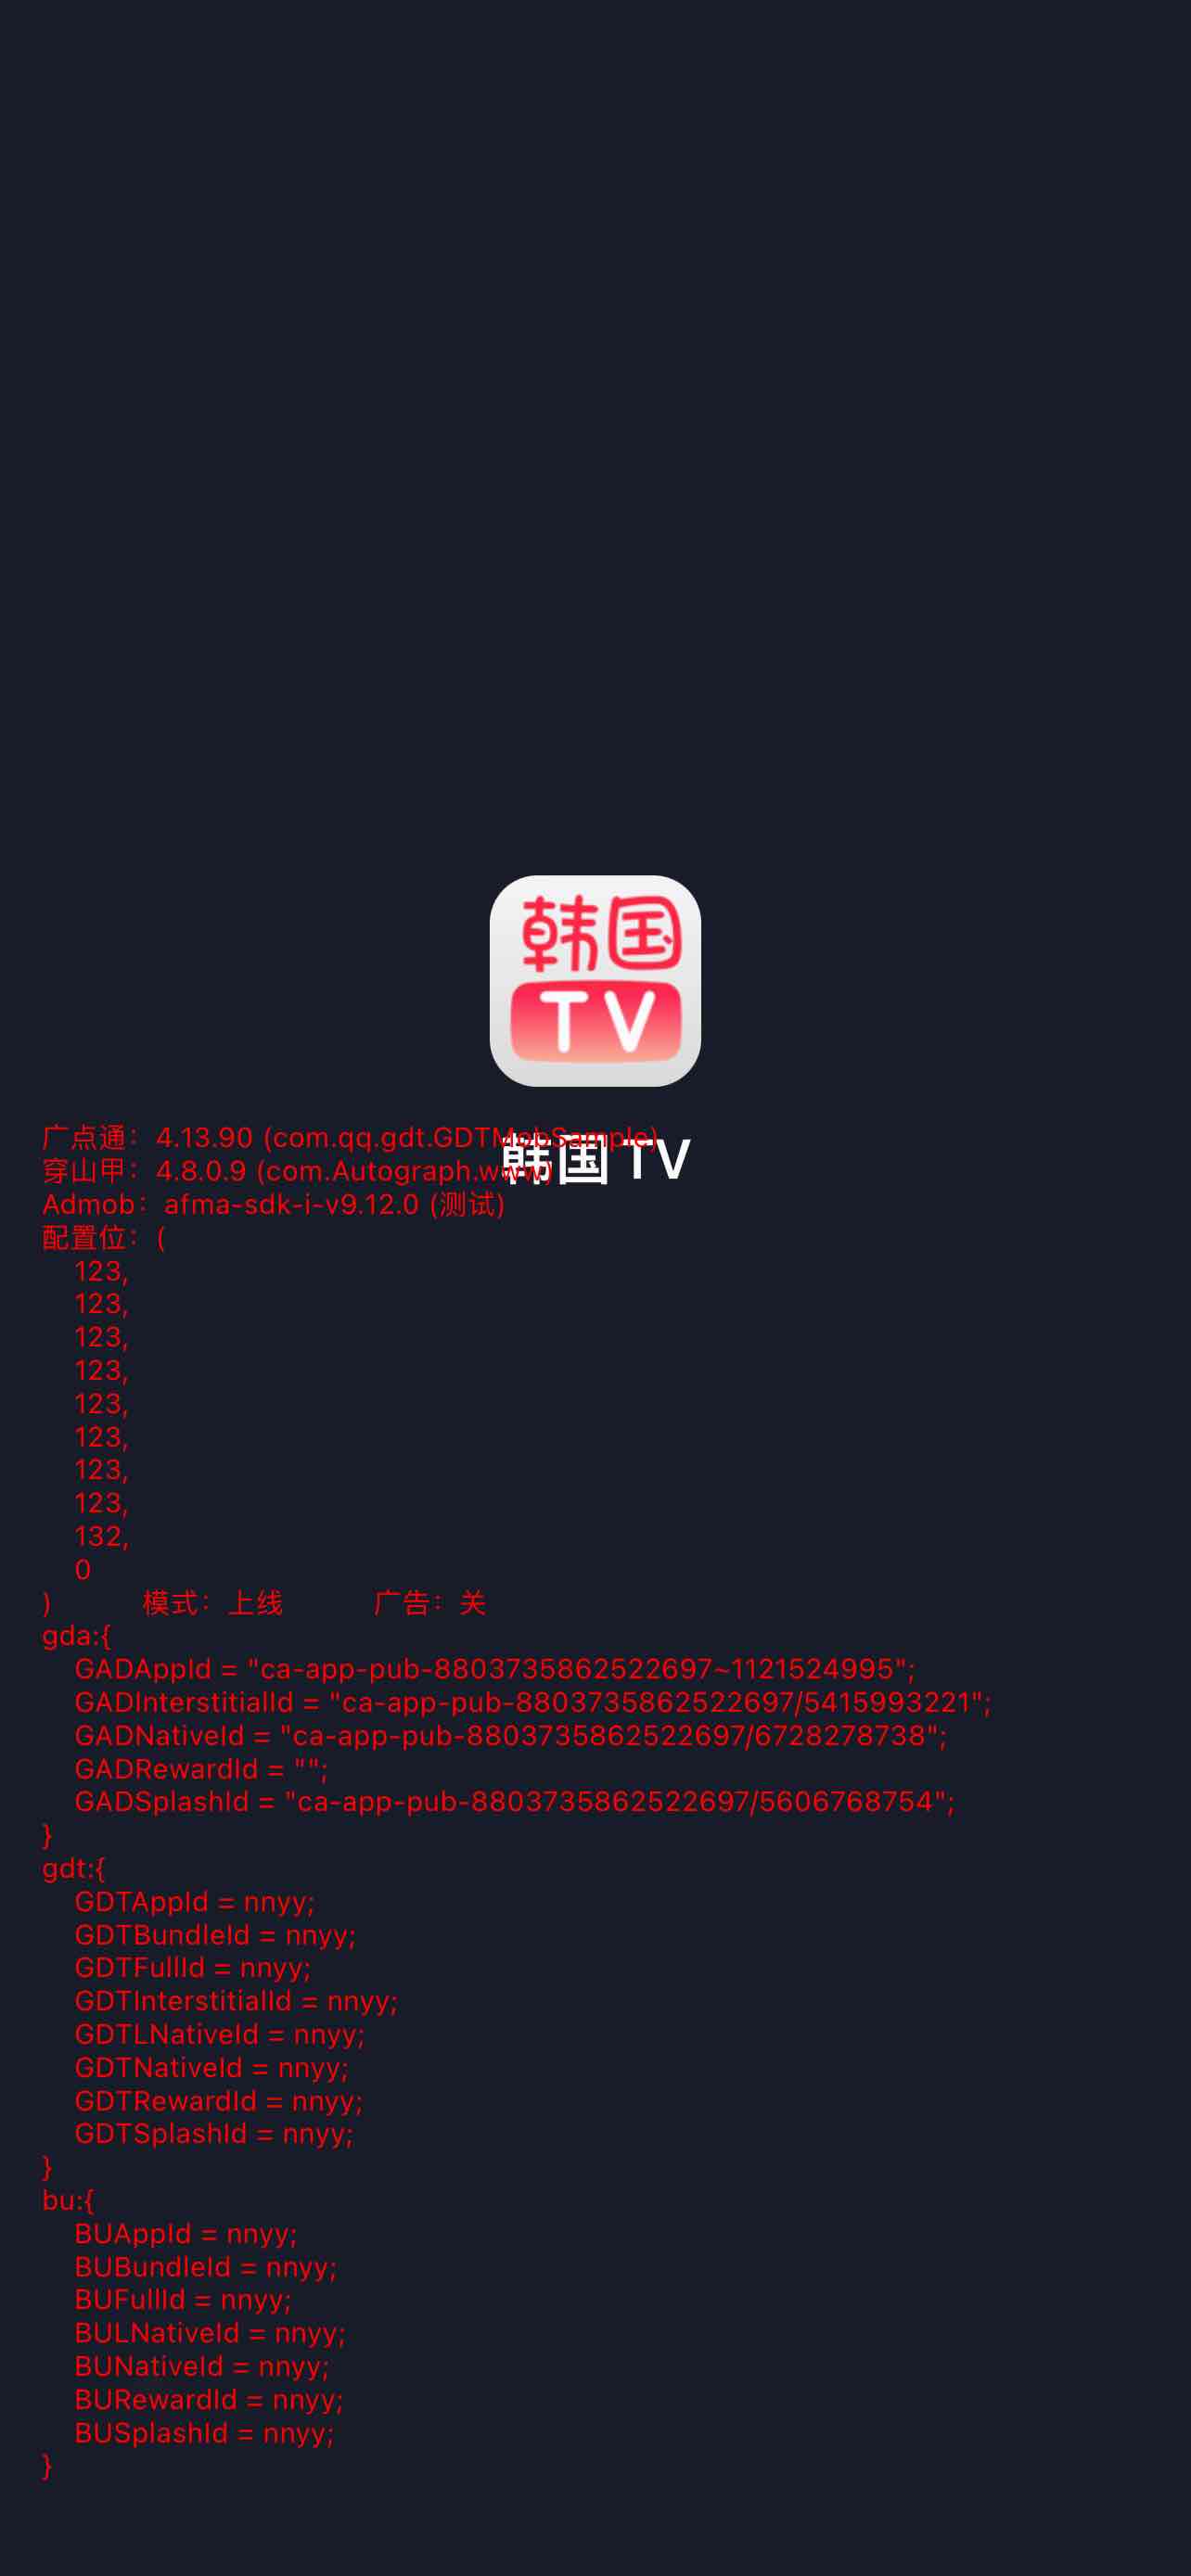 韩国
TV
韩国 TV
广点通：4.13.90 (com.qq.gdt.GDTMobSample)
穿山甲：4.8.0.9 (com.Autograph.www)
Admob：afma-sdk-i-v9.12.0 (测试)
配置位：(
123,
123,
123,
123,
123,
123,
123,
123,
132,
0
) 模式：上线 广告：关
gda:{
GADAppId = "ca-app-pub-8803735862522697~1121524995";
GADInterstitialId = "ca-app-pub-8803735862522697/5415993221";
GADNativeId = "ca-app-pub-8803735862522697/6728278738";
GADRewardId = "";
GADSplashId = "ca-app-pub-8803735862522697/5606768754";
}
gdt:{
GDTAppId = nnyy;
GDTBundleId = nnyy;
GDTFullId = nnyy;
GDTInterstitialId = nnyy;
GDTLNativeId = nnyy;
GDTNativeId = nnyy;
GDTRewardId = nnyy;
GDTSplashId = nnyy;
}
bu:{
BUAppId = nnyy;
BUBundleId = nnyy;
BUFullId = nnyy;
BULNativeId = nnyy;
BUNativeId = nnyy;
BURewardId = nnyy;
BUSplashId = nnyy;
}